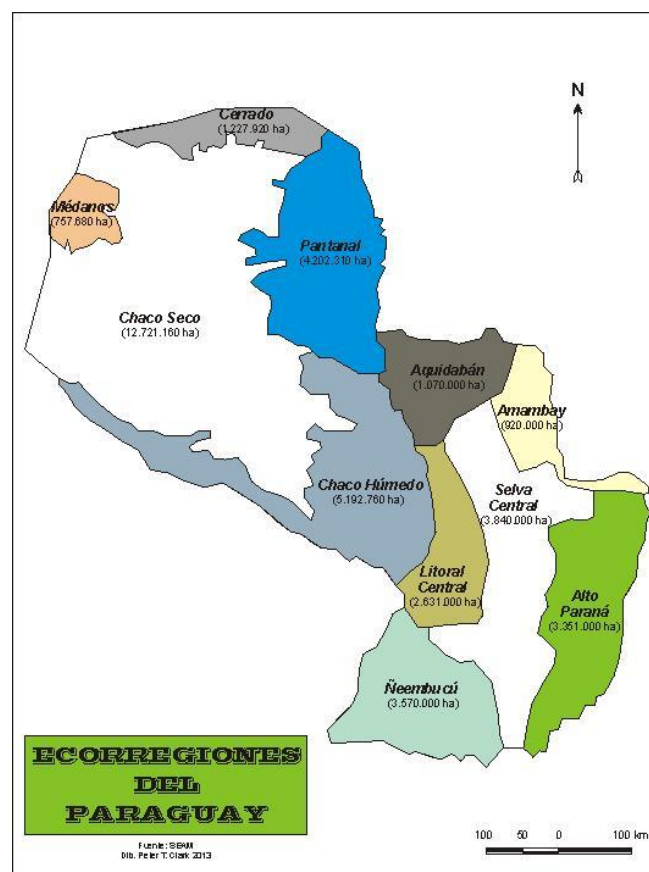 N
Cerrado
(1.227.920 ha)
Médanos
(757.680 ha)
Pantanal
(4.202.310 ha)
Chaco Seco
(12.721.160 ha)
Aquidabán
(1.070.000 ha)
Amambay
(920.000 ha)
Chaco Húmedo
(5.192.760 ha)
Selva
Central
(3.840.000 ha)
Litoral
Central
(2.631.000 ha)
Alto
Paraná
(3.351.000 ha)
Ñeembucú
(3.570.000 ha)
ECORREGIONES
DEL
PARAGUAY
Fuente: SEAM
Dib. Peter T. Clark 2013
100 50 0 100 km